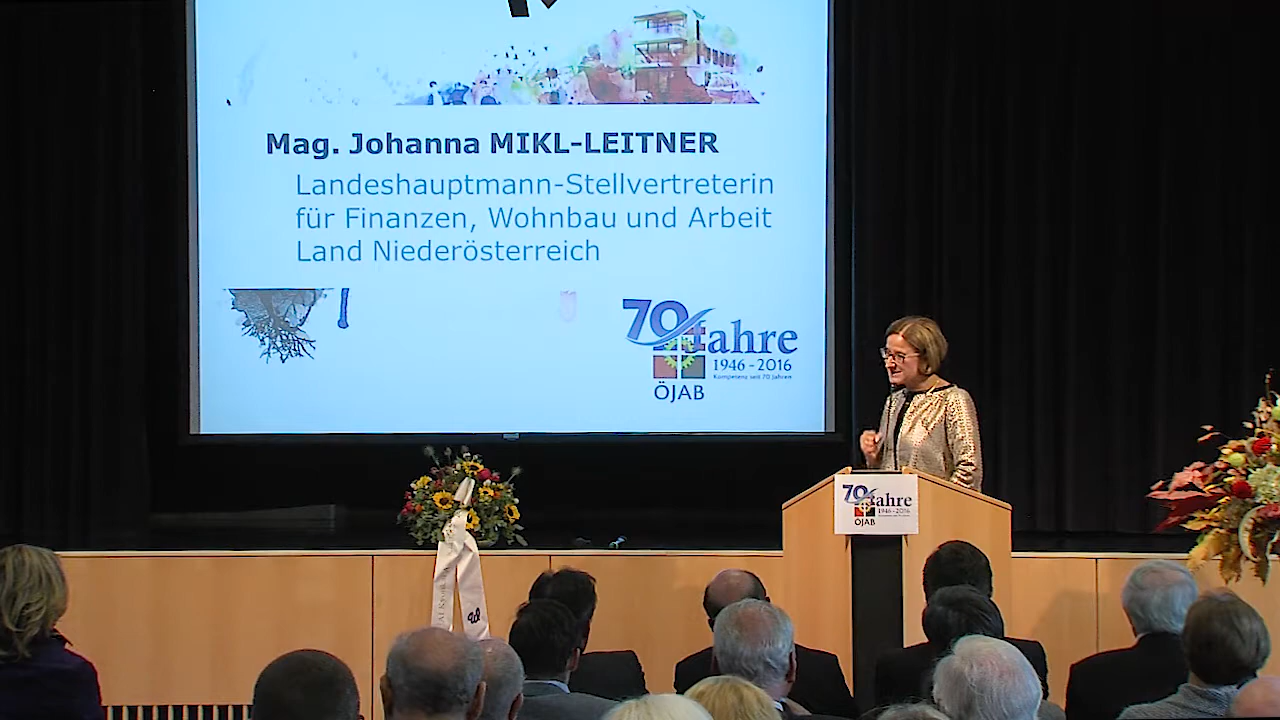 Mag. Johanna MIKL-LEITNER
Landeshauptmann-Stellvertreterin
für Finanzen, Wohnbau und Arbeit
Land Niederösterreich
70 Jahre
1946 - 2016
Kompetenz seit 70 Jahren
ÖJAB
70 Jahre
1946 - 2016
ÖJAB